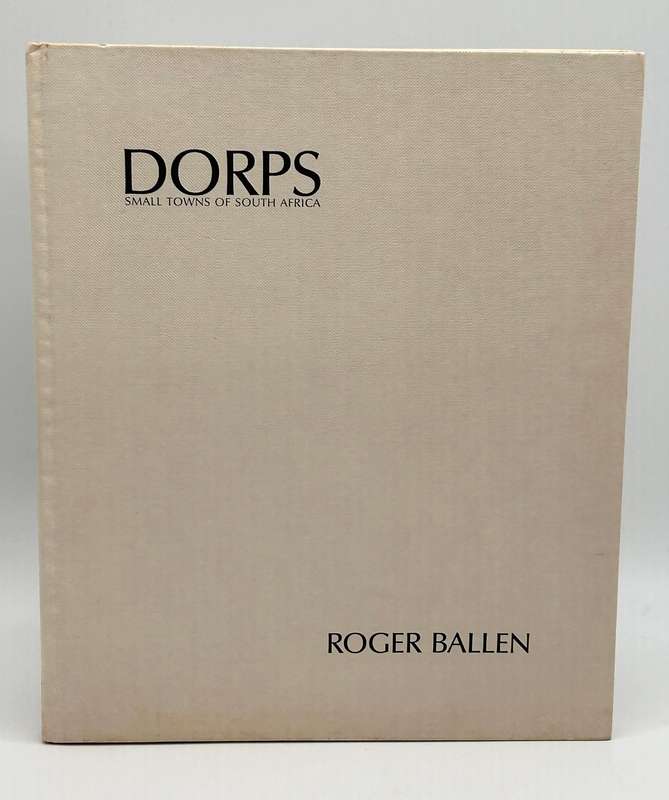 DORPS
SMALL TOWNS OF SOUTH AFRICA
ROGER BALLEN